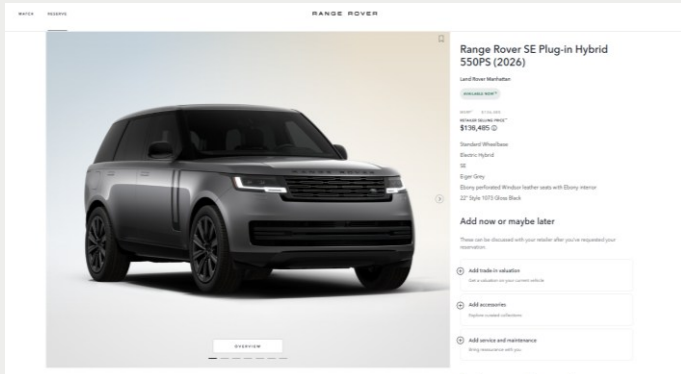 WATCH
RESERVE
RANGE ROVER
Range Rover SE Plug-in Hybrid
550PS (2026)
Land Rover Manhattan
AVAILABLE NOW
RETAILER SELLING PRICE
$136,485
Standard Wheelbase
Electric Hybrid
SE
Eiger Grey
Ebony perforated Windsor leather seats with Ebony interior
22" Style 1073 Gloss Black
Add now or maybe later
These can be discussed with your retailer after you've requested your
reservation.
Add trade-in valuation
Get a valuation on your current vehicle
Add accessories
Explore curated collections
Add service and maintenance
Bring reassurance with you
OVERVIEW